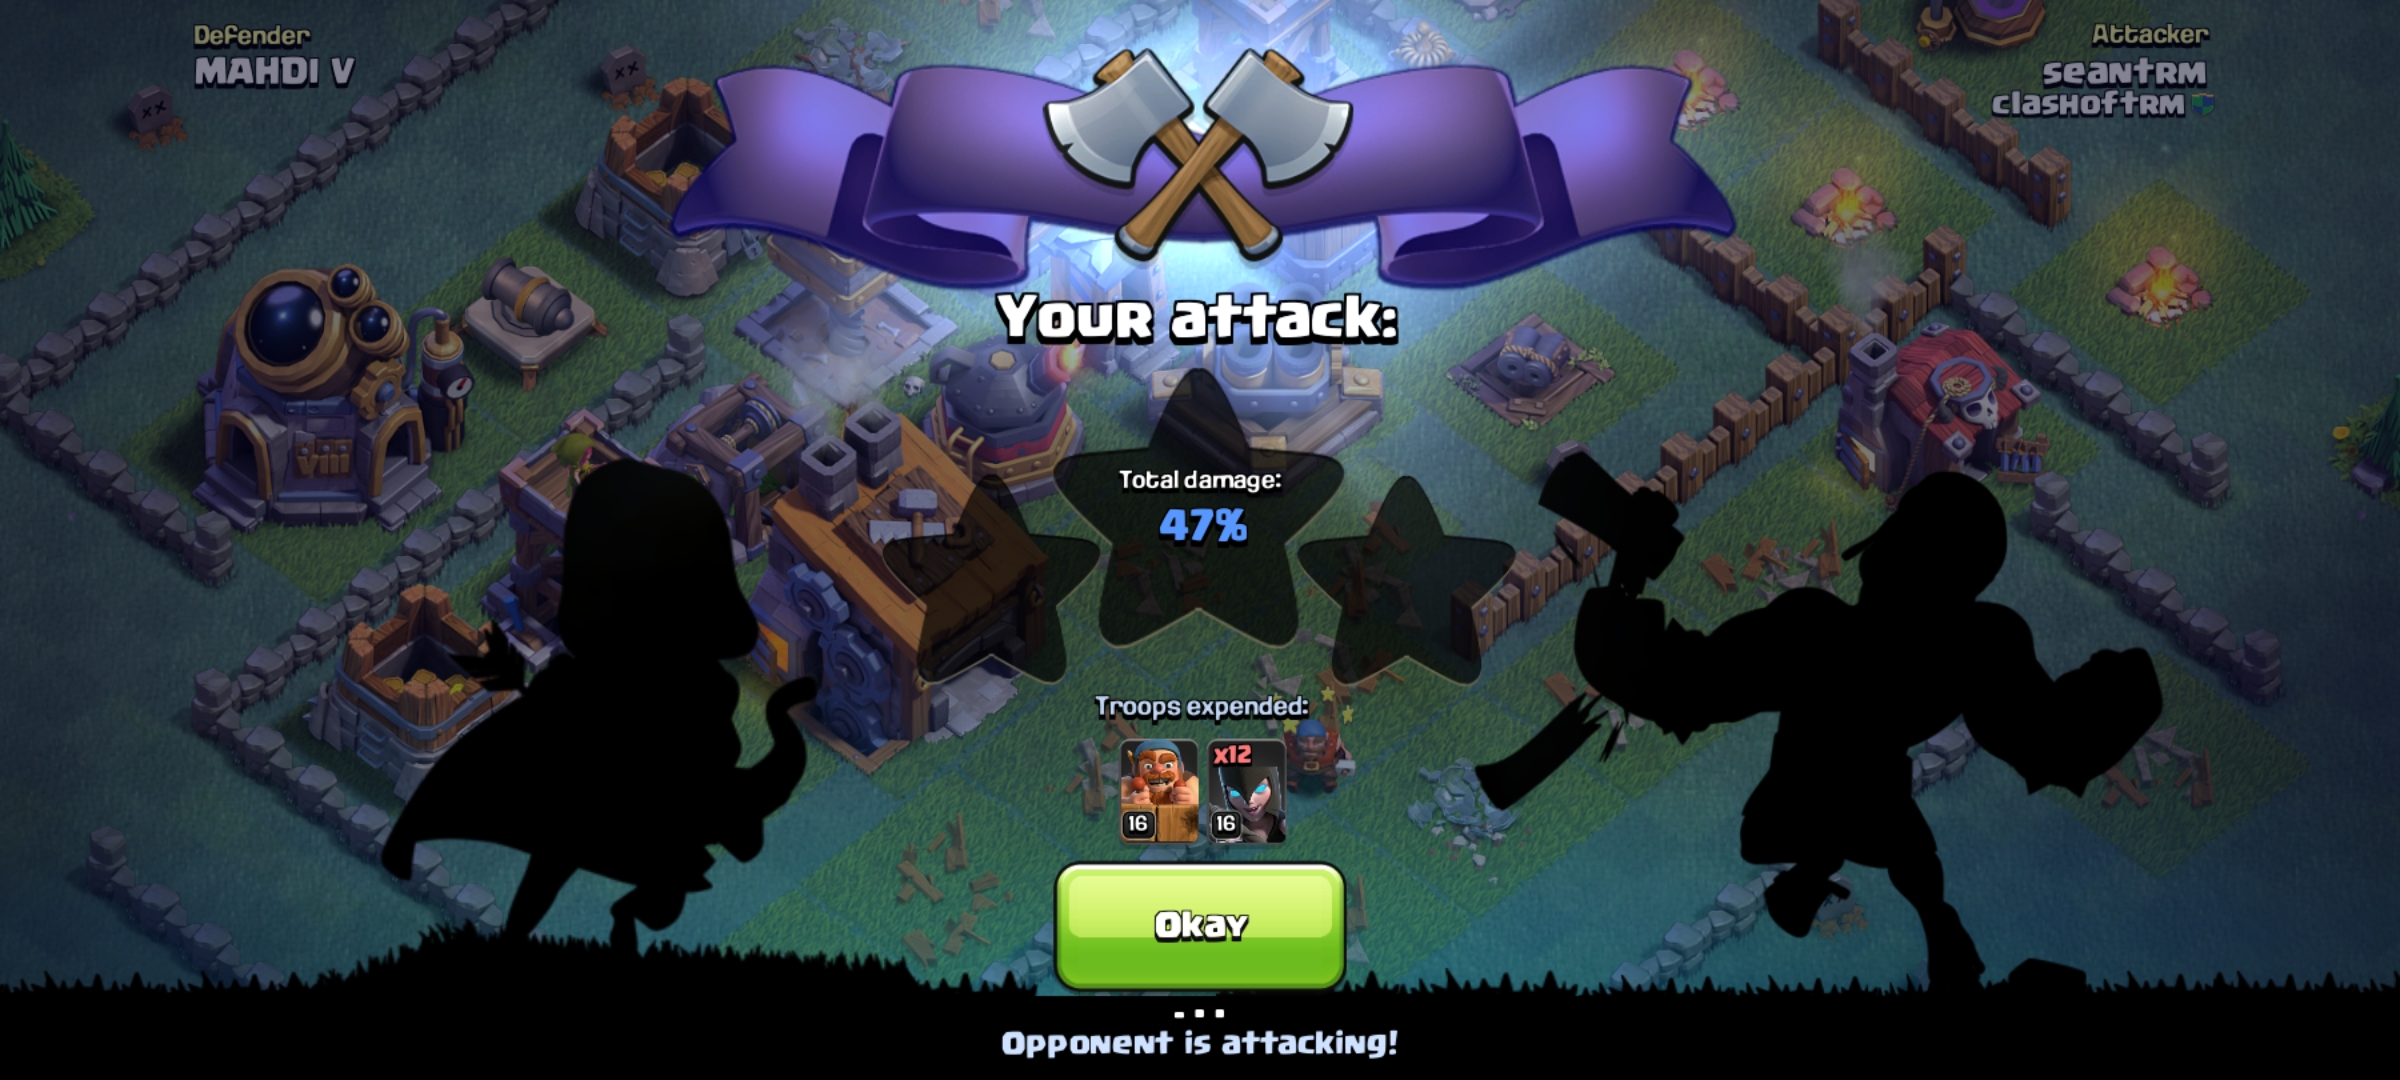 Defender
MAHDI V
Attacker
seantRM
clashoftRM
Your attack:
Total damage:
47%
Troops expended:
x12
16
16
Okay
...
Opponent is attacking!
VIII